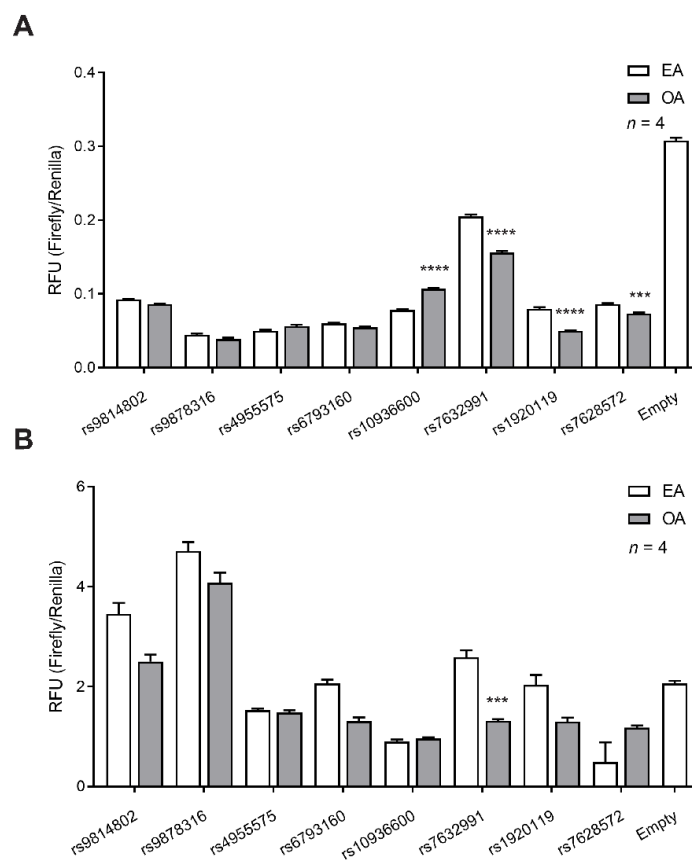 A
EA
OA
n = 4
0.4
0.3
0.2
0.1
0.0
RFU (Firefly/Renilla)
****
****
****
***
rs9814802
rs9878316
rs4955575
rs6793160
rs10936600
rs7632991
rs1920119
rs7628572
Empty
B
EA
OA
n = 4
6
4
2
0
RFU (Firefly/Renilla)
***
rs9814802
rs9878316
rs4955575
rs6793160
rs10936600
rs7632991
rs1920119
rs7628572
Empty